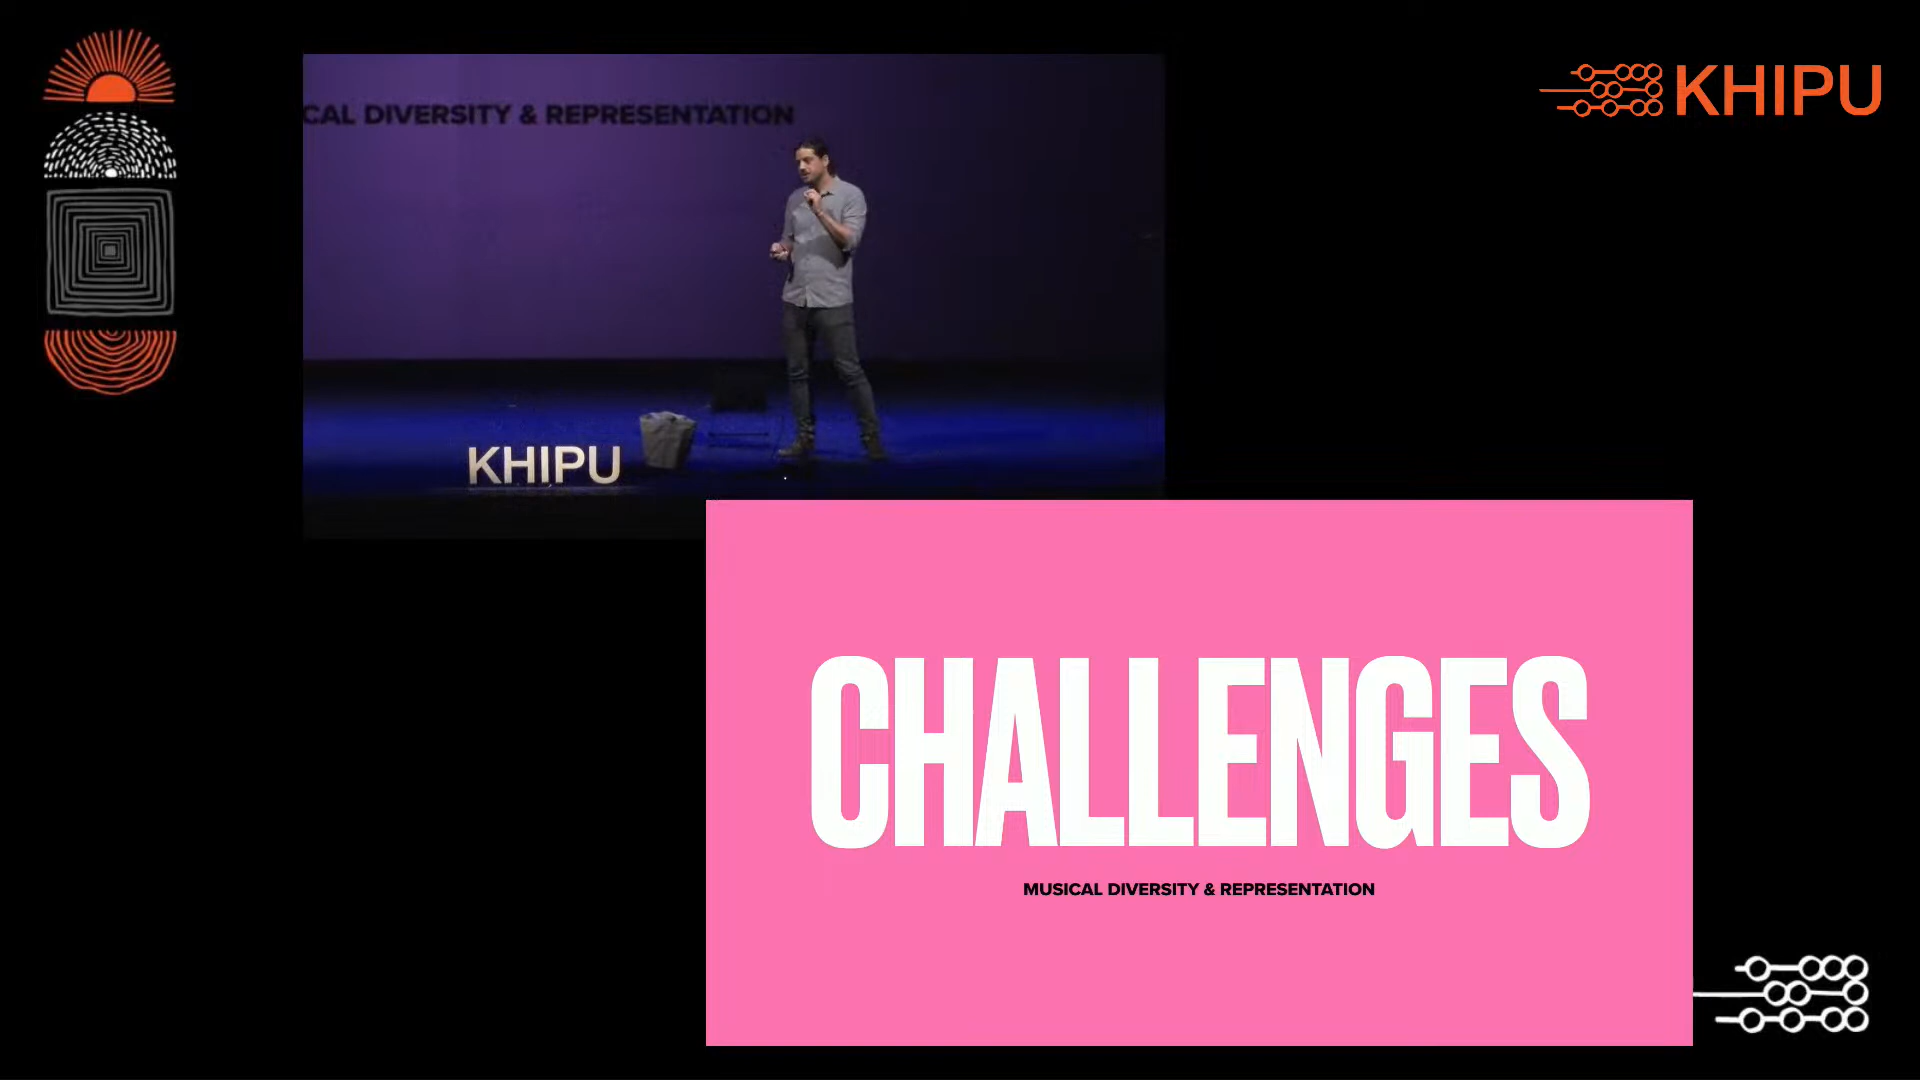 KHIPU
CAL DIVERSITY & REPRESENTATION
KHIPU
CHALLENGES
MUSICAL DIVERSITY & REPRESENTATION